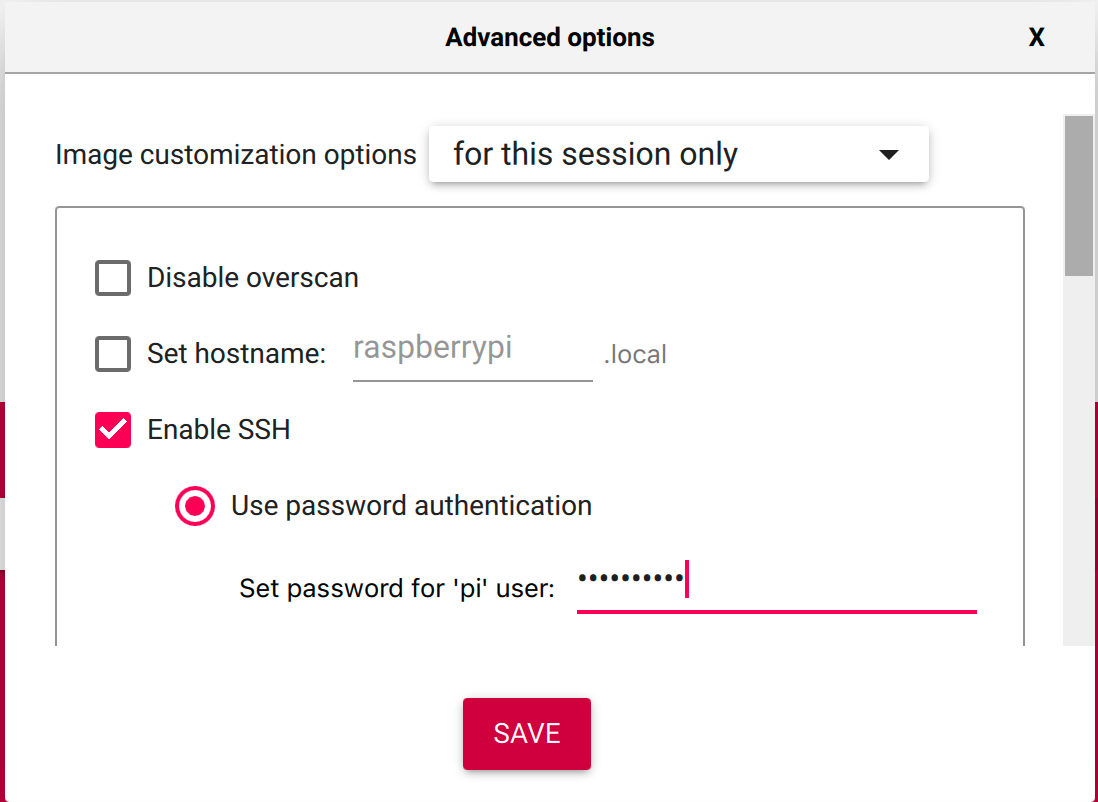 Advanced options X
Image customization options for this session only
Disable overscan
Set hostname: raspberrypi .local
Enable SSH
Use password authentication
Set password for 'pi' user: ••••••••••
SAVE